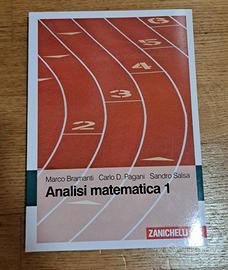 6
5
4
3
2
Marco Bramanti Carlo D. Pagani Sandro Salsa
Analisi matematica 1
ZANICHELLI